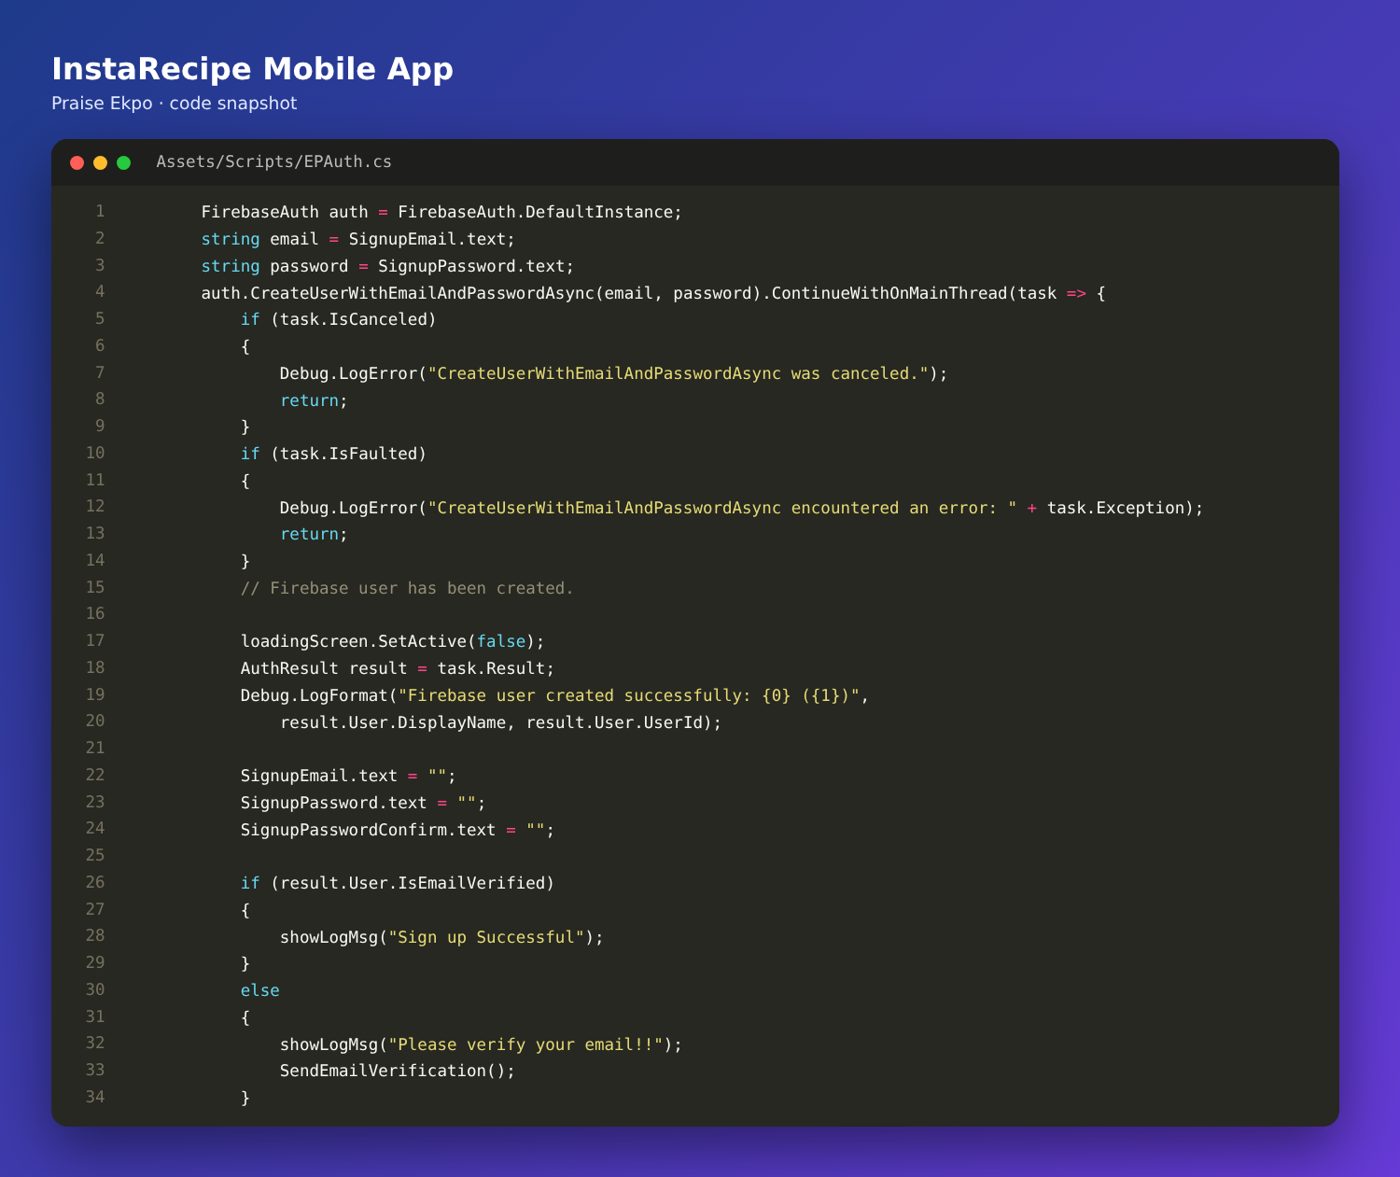 InstaRecipe Mobile App
Praise Ekpo · code snapshot
Assets/Scripts/EPAuth.cs
1 FirebaseAuth auth = FirebaseAuth.DefaultInstance;
2 string email = SignupEmail.text;
3 string password = SignupPassword.text;
4 auth.CreateUserWithEmailAndPasswordAsync(email, password).ContinueWithOnMainThread(task => {
5 if (task.IsCanceled)
6 {
7 Debug.LogError("CreateUserWithEmailAndPasswordAsync was canceled.");
8 return;
9 }
10 if (task.IsFaulted)
11 {
12 Debug.LogError("CreateUserWithEmailAndPasswordAsync encountered an error: " + task.Exception);
13 return;
14 }
15 // Firebase user has been created.
16
17 loadingScreen.SetActive(false);
18 AuthResult result = task.Result;
19 Debug.LogFormat("Firebase user created successfully: {0} ({1})",
20 result.User.DisplayName, result.User.UserId);
21
22 SignupEmail.text = "";
23 SignupPassword.text = "";
24 SignupPasswordConfirm.text = "";
25
26 if (result.User.IsEmailVerified)
27 {
28 showLogMsg("Sign up Successful");
29 }
30 else
31 {
32 showLogMsg("Please verify your email!!");
33 SendEmailVerification();
34 }